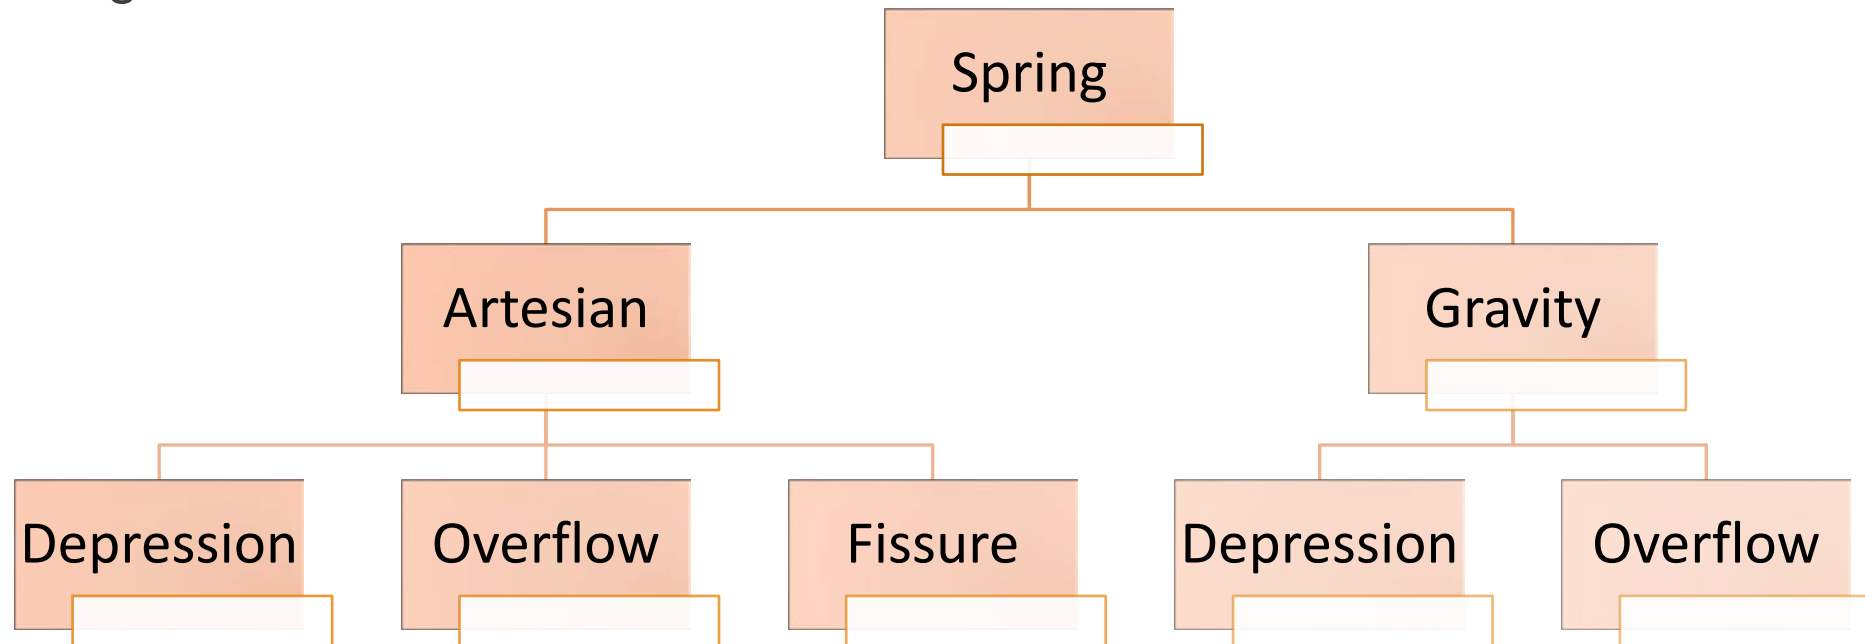 Spring
Artesian
Gravity
Depression
Overflow
Fissure
Depression
Overflow